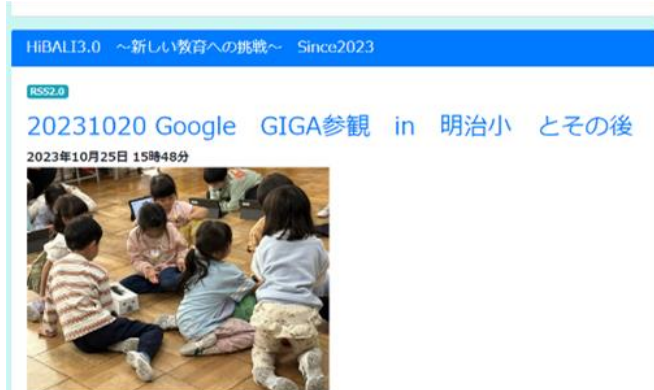 HiBALI3.0　～新しい教育への挑戦～　Since2023
RSS2.0
20231020 Google　GIGA参観　in　明治小　とその後
2023年10月25日 15時48分